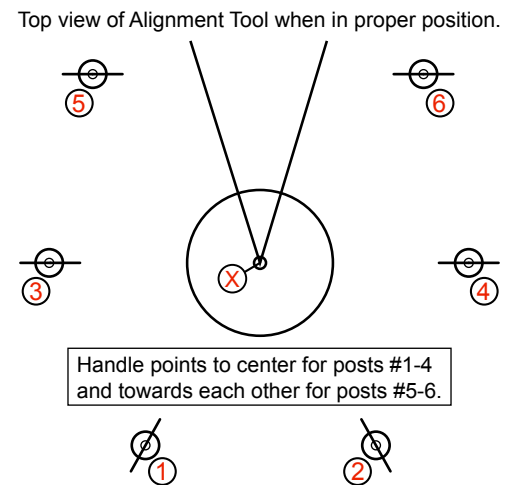 Top view of Alignment Tool when in proper position.
5
6
X
3
4
Handle points to center for posts #1-4
and towards each other for posts #5-6.
1
2